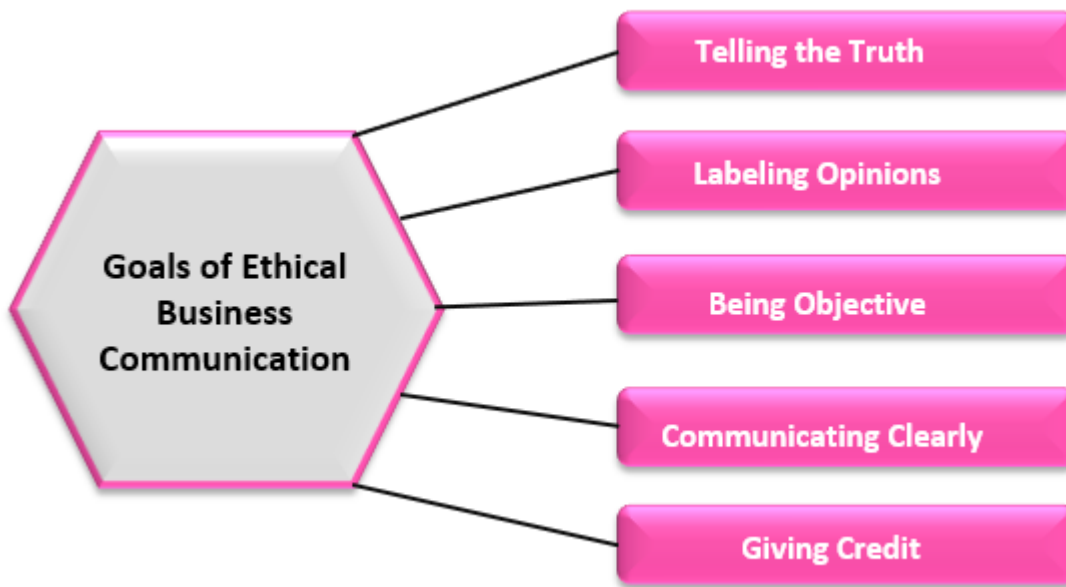 Goals of Ethical
Business
Communication
Telling the Truth
Labeling Opinions
Being Objective
Communicating Clearly
Giving Credit